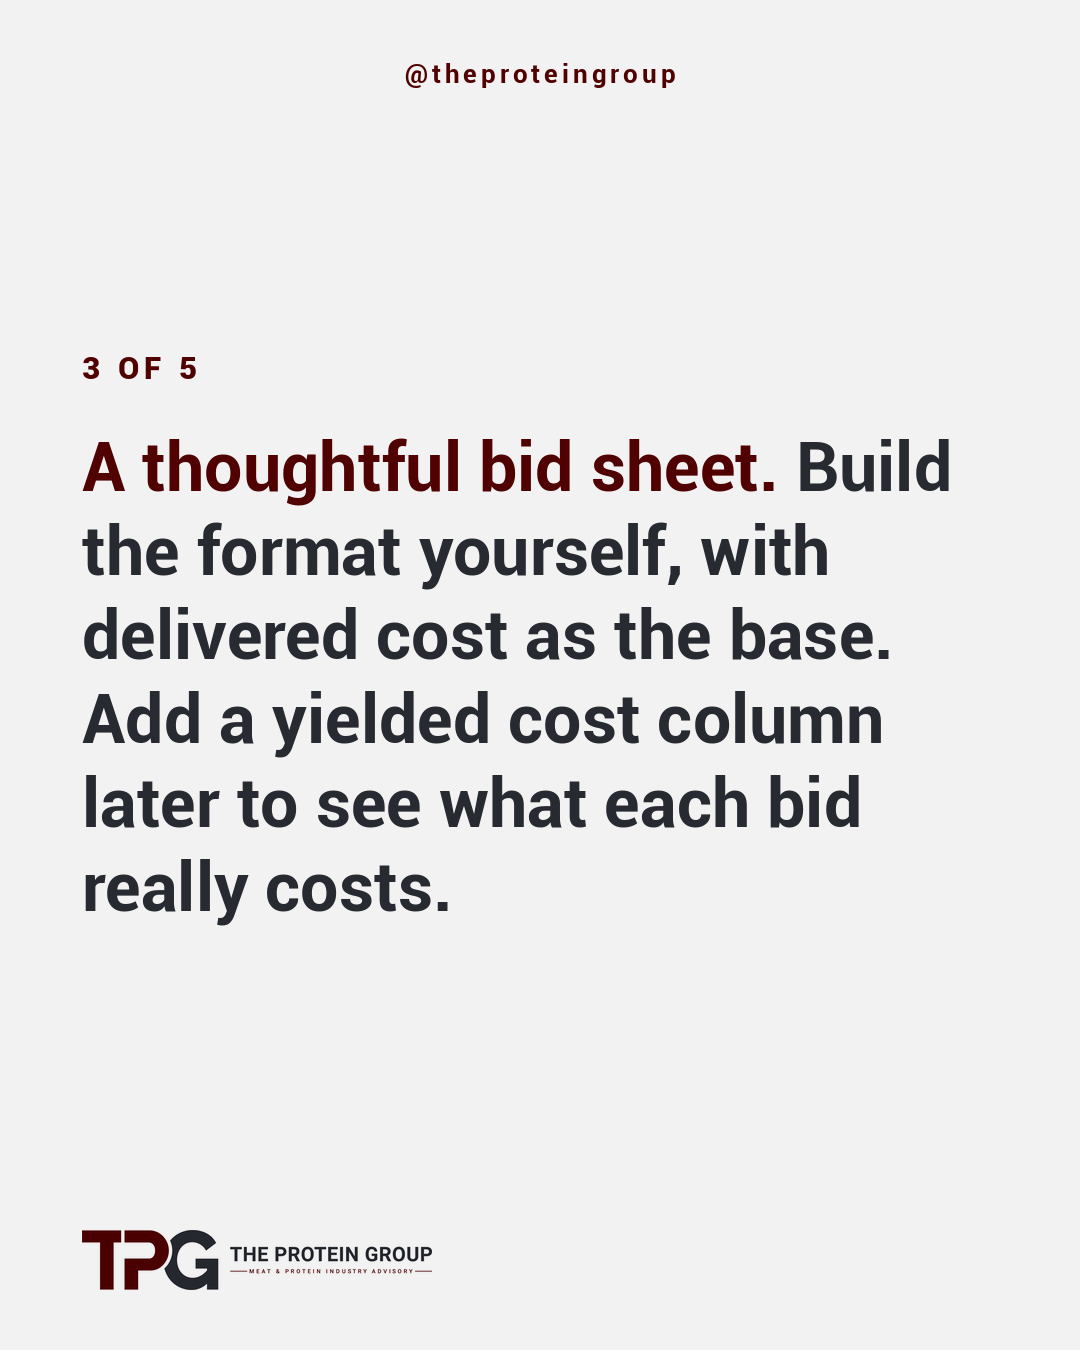 @theproteingroup
3 OF 5
A thoughtful bid sheet. Build
the format yourself, with
delivered cost as the base.
Add a yielded cost column
later to see what each bid
really costs.
TPG
THE PROTEIN GROUP
MEAT & PROTEIN INDUSTRY ADVISORY